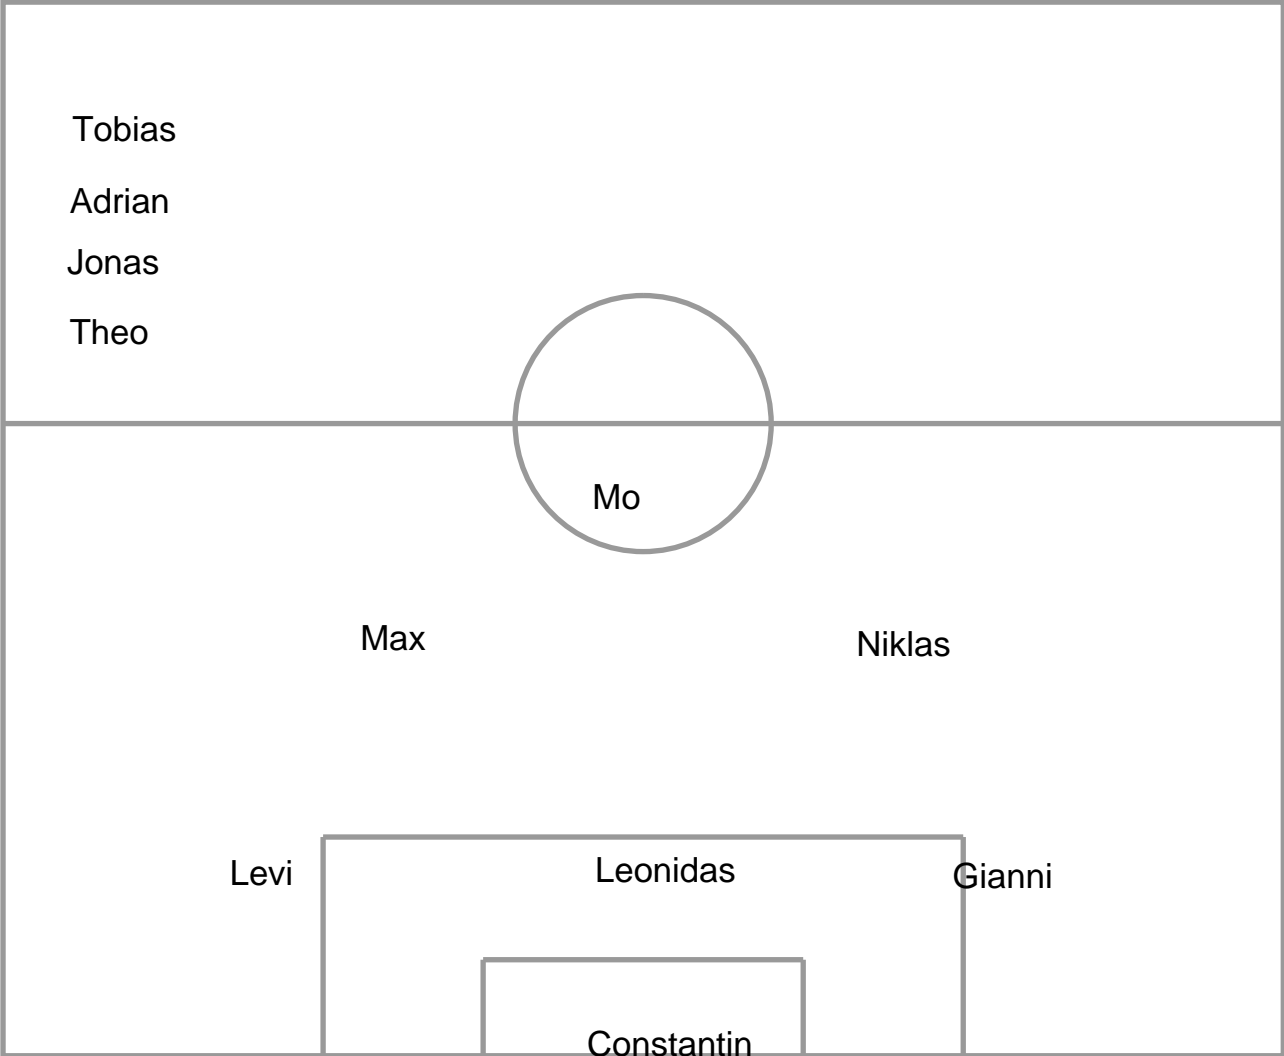 Tobias
Adrian
Jonas
Theo
Mo
Max
Niklas
Levi
Leonidas
Gianni
Constantin